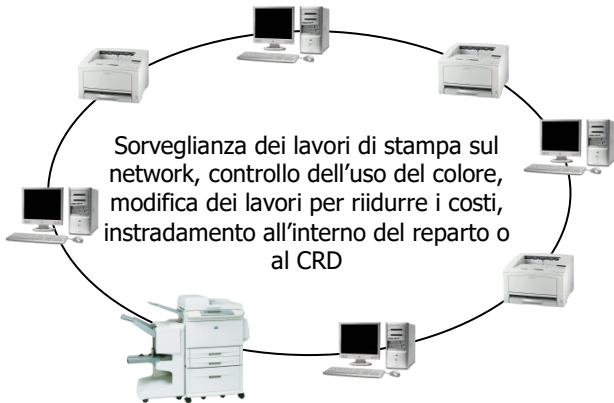 Sorveglianza dei lavori di stampa sul
network, controllo dell'uso del colore,
modifica dei lavori per riidurre i costi,
instradamento all'interno del reparto o
al CRD